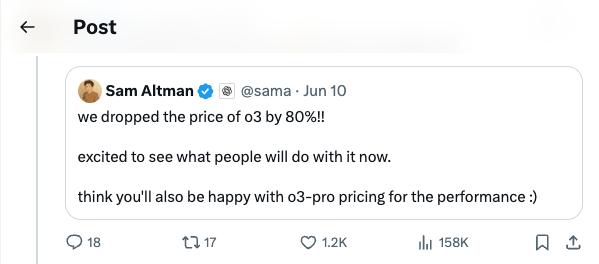 Post
Sam Altman @sama · Jun 10
we dropped the price of o3 by 80%!!
excited to see what people will do with it now.
think you'll also be happy with o3-pro pricing for the performance :)
18 17 1.2K 158K